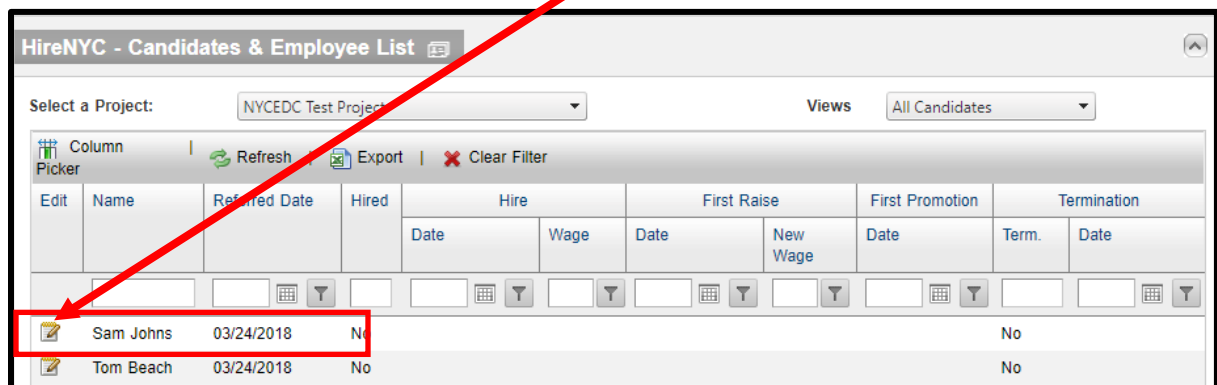 HireNYC - Candidates & Employee List
Select a Project: NYCEDC Test Project Views All Candidates
Column Picker | Refresh | Export | Clear Filter
Edit Name Referred Date Hired Hire First Raise First Promotion Termination
Date Wage Date New Wage Date Term. Date
Sam Johns 03/24/2018 No No
Tom Beach 03/24/2018 No No